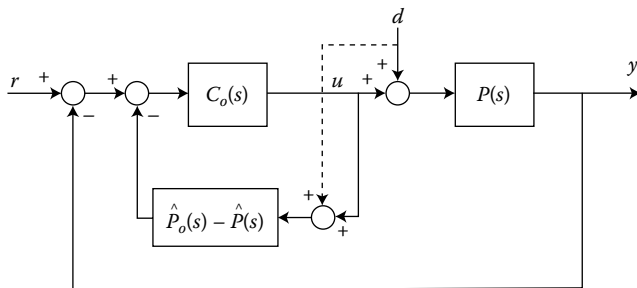 d
r + + C_o(s) u + + P(s) y
− − +
P̂_o(s) − P̂(s) + +